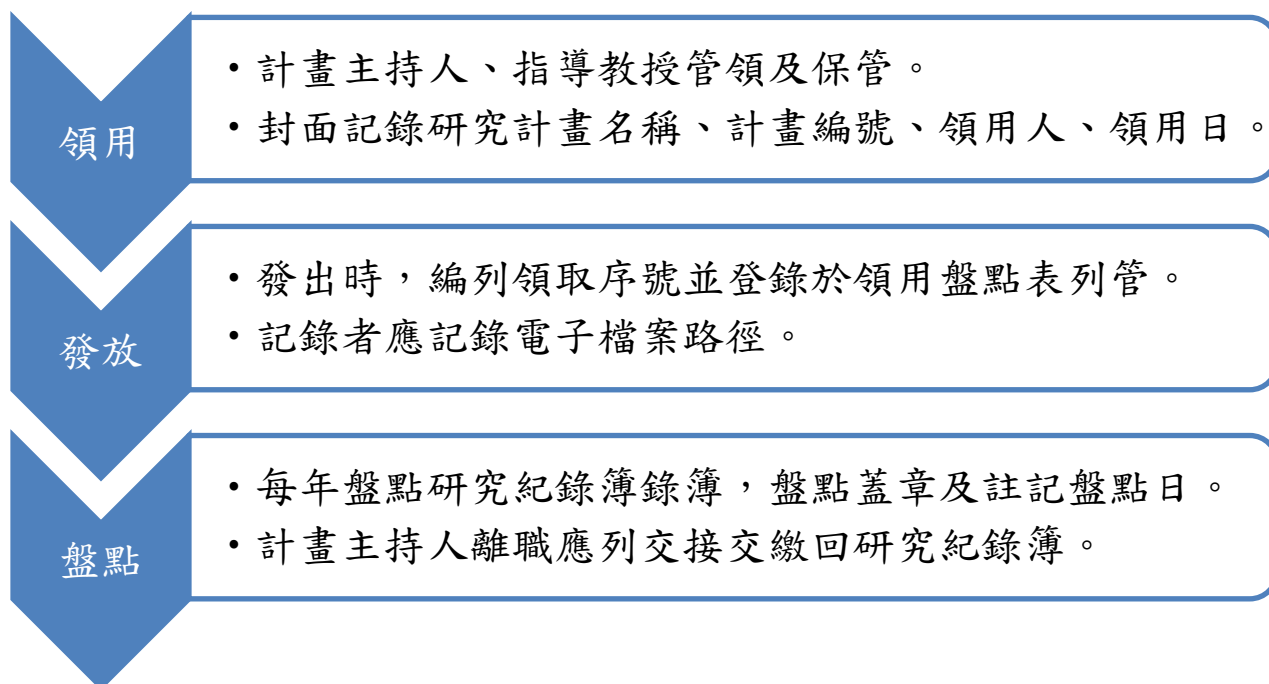 領用
・計畫主持人、指導教授管領及保管。
・封面記錄研究計畫名稱、計畫編號、領用人、領用日。
發放
・發出時，編列領取序號並登錄於領用盤點表列管。
・記錄者應記錄電子檔案路徑。
盤點
・每年盤點研究紀錄簿錄簿，盤點蓋章及註記盤點日。
・計畫主持人離職應列交接交繳回研究紀錄簿。